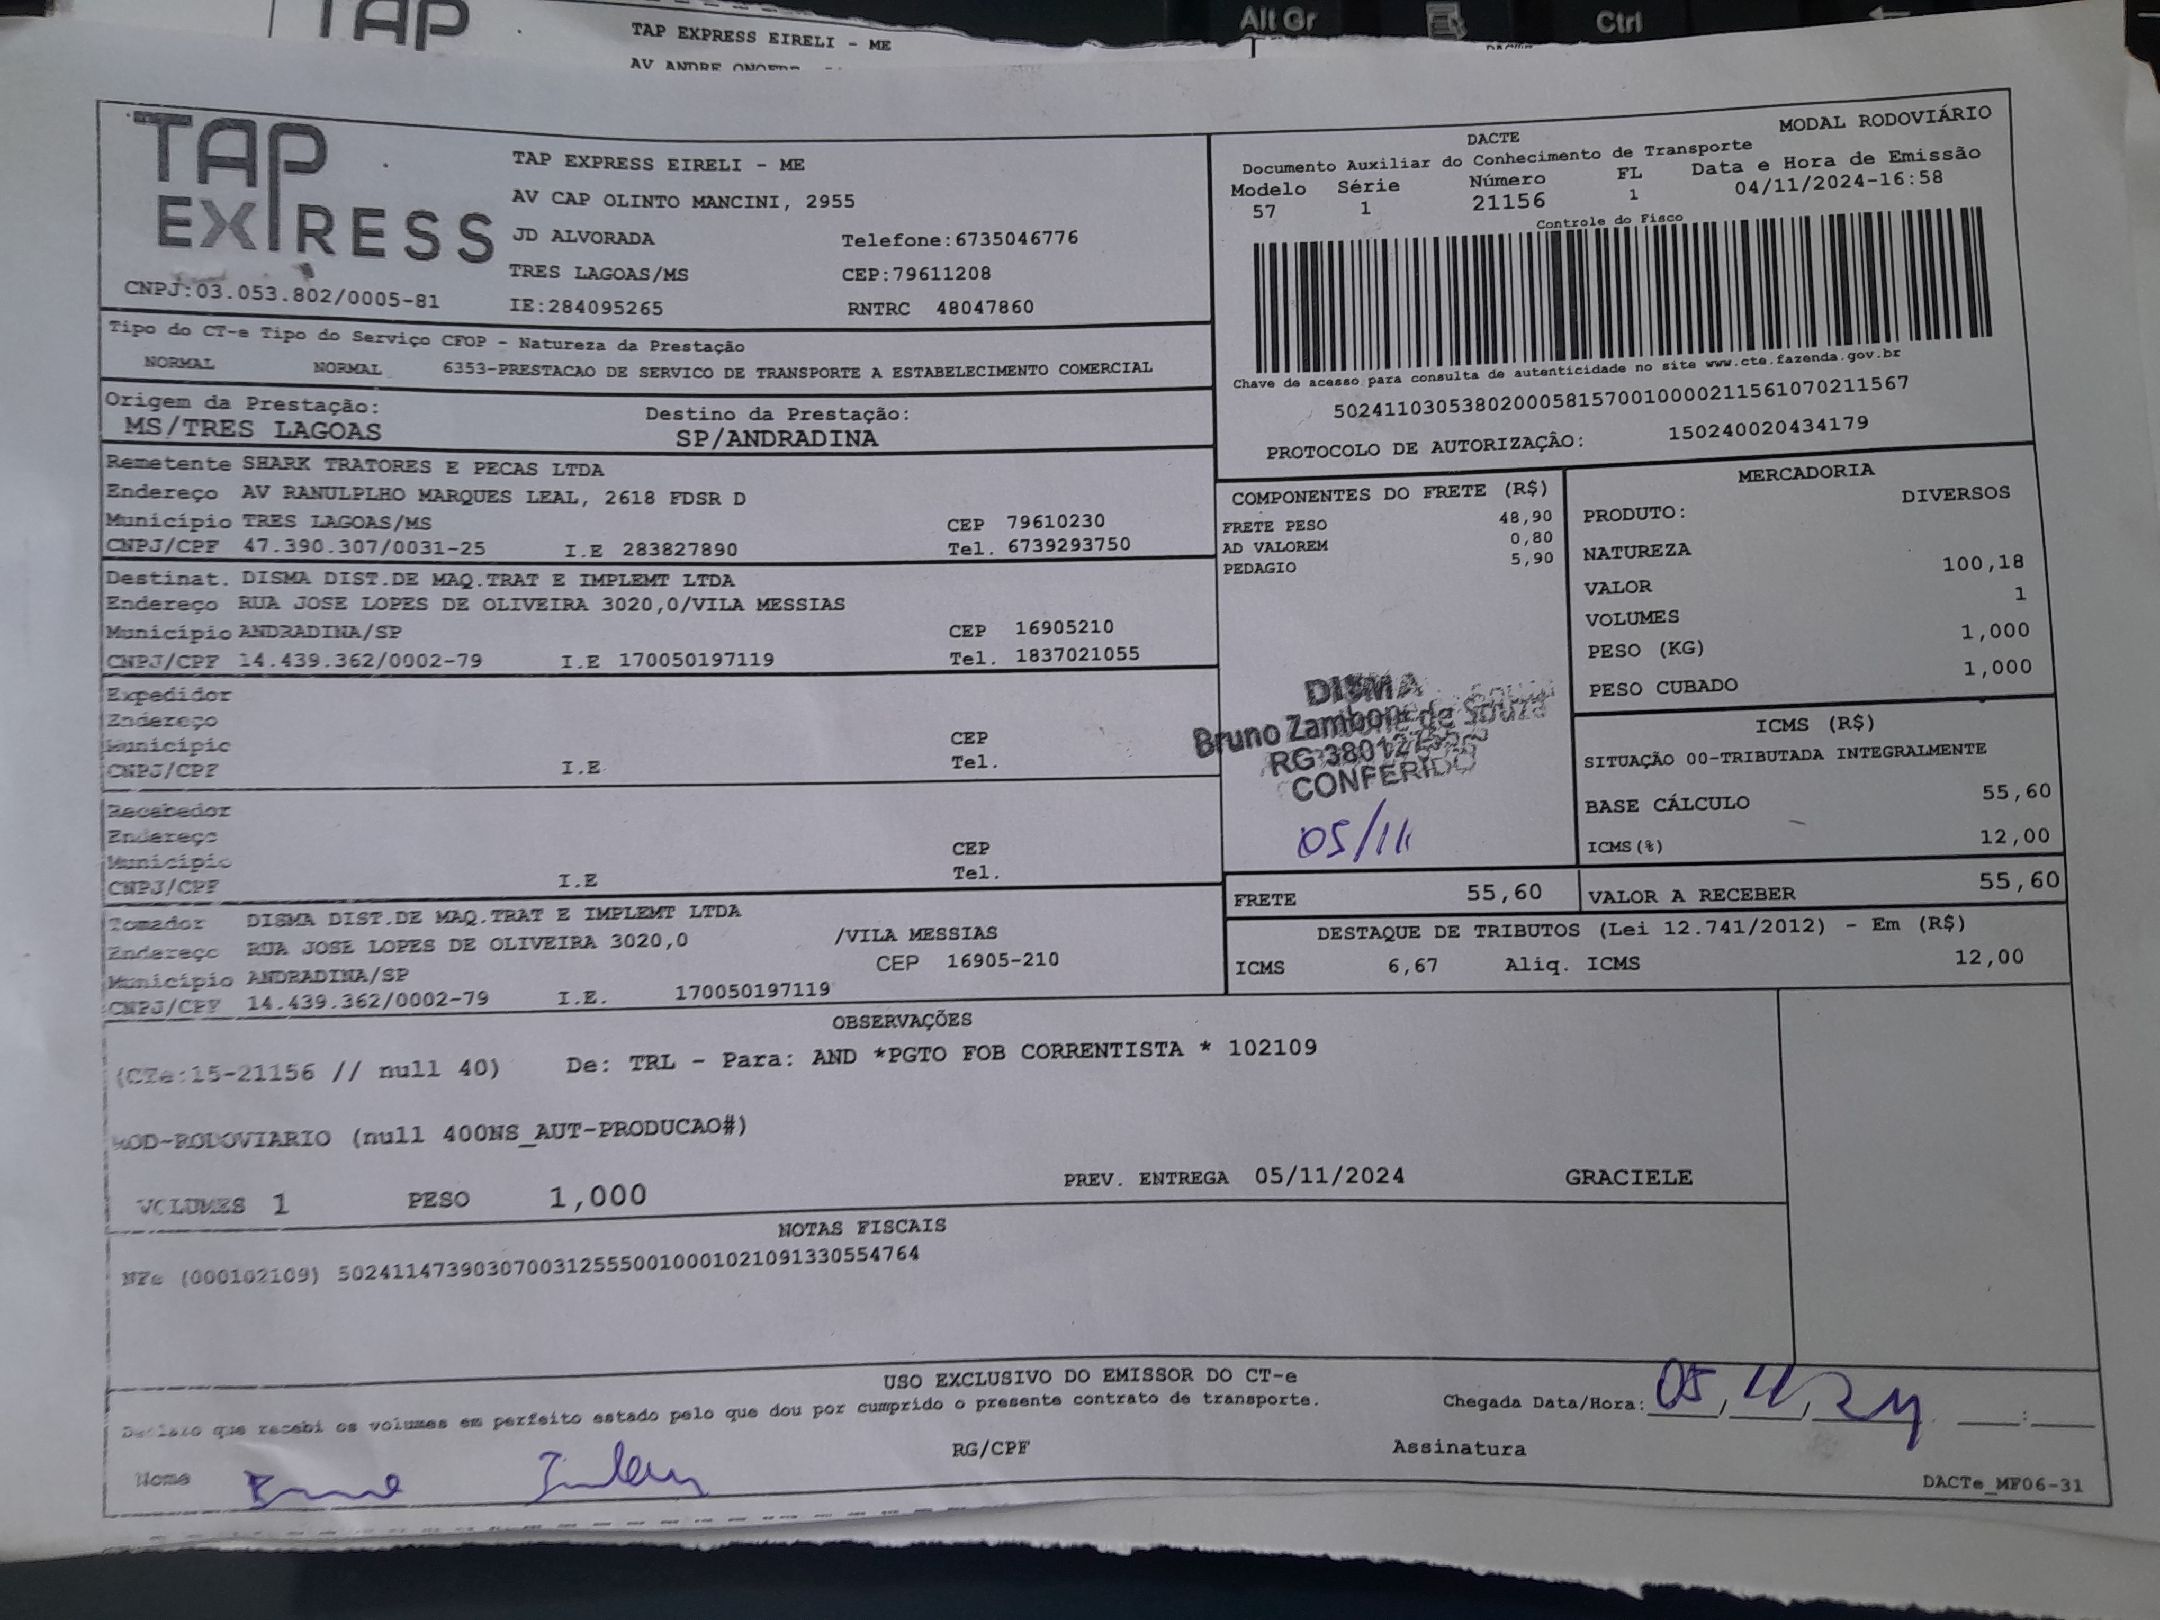 Alt Gr
Ctrl
TAP
TAP EXPRESS EIRELI - ME
AV ANDRE
TAP EXPRESS
CNPJ:03.053.802/0005-81
TAP EXPRESS EIRELI - ME
AV CAP OLINTO MANCINI, 2955
JD ALVORADA Telefone:6735046776
TRES LAGOAS/MS CEP:79611208
IE:284095265 RNTRC 48047860
DACTE MODAL RODOVIÁRIO
Documento Auxiliar do Conhecimento de Transporte
Modelo Série Número FL Data e Hora de Emissão
57 1 21156 1 04/11/2024-16:58
Controle do Fisco
Chave de acesso para consulta de autenticidade no site www.cte.fazenda.gov.br
50241103053802000581570010000211561070211567
PROTOCOLO DE AUTORIZAÇÃO: 150240020434179
Tipo do CT-e Tipo do Serviço CFOP - Natureza da Prestação
NORMAL NORMAL 6353-PRESTACAO DE SERVICO DE TRANSPORTE A ESTABELECIMENTO COMERCIAL
Origem da Prestação: Destino da Prestação:
MS/TRES LAGOAS SP/ANDRADINA
Remetente SHARK TRATORES E PECAS LTDA
Endereço AV RANULPLHO MARQUES LEAL, 2618 FDSR D
Município TRES LAGOAS/MS CEP 79610230
CNPJ/CPF 47.390.307/0031-25 I.E 283827890 Tel. 6739293750
Destinat. DISMA DIST.DE MAQ.TRAT E IMPLEMT LTDA
Endereço RUA JOSE LOPES DE OLIVEIRA 3020,0/VILA MESSIAS
Município ANDRADINA/SP CEP 16905210
CNPJ/CPF 14.439.362/0002-79 I.E 170050197119 Tel. 1837021055
Expedidor
Endereço
Município CEP
CNPJ/CPF I.E Tel.
Recebedor
Endereço
Município CEP
CNPJ/CPF I.E Tel.
Tomador DISMA DIST.DE MAQ.TRAT E IMPLEMT LTDA
Endereço RUA JOSE LOPES DE OLIVEIRA 3020,0 /VILA MESSIAS
Município ANDRADINA/SP CEP 16905-210
CNPJ/CPF 14.439.362/0002-79 I.E. 170050197119
COMPONENTES DO FRETE (R$)
FRETE PESO 48,90
AD VALOREM 0,80
PEDAGIO 5,90
DISMA
Bruno Zambone de Souza
RG
CONFERIDO
05/11
MERCADORIA
PRODUTO: DIVERSOS
NATUREZA
VALOR 100,18
VOLUMES 1
PESO (KG) 1,000
PESO CUBADO 1,000
ICMS (R$)
SITUAÇÃO 00-TRIBUTADA INTEGRALMENTE
BASE CÁLCULO 55,60
ICMS(%) 12,00
FRETE 55,60 VALOR A RECEBER 55,60
DESTAQUE DE TRIBUTOS (Lei 12.741/2012) - Em (R$)
ICMS 6,67 Aliq. ICMS 12,00
OBSERVAÇÕES
(CTe:15-21156 // null 40) De: TRL - Para: AND *PGTO FOB CORRENTISTA * 102109
MOD-RODOVIARIO (null 400NS_AUT-PRODUCAO#)
VOLUMES 1 PESO 1,000 PREV. ENTREGA 05/11/2024 GRACIELE
NOTAS FISCAIS
NFe (000102109) 50241147390307003125550010001021091330554764
USO EXCLUSIVO DO EMISSOR DO CT-e
Declaro que recebi os volumes em perfeito estado pelo que dou por cumprido o presente contrato de transporte.
Chegada Data/Hora: 05,11,24 :
Nome RG/CPF Assinatura
DACTe_MF06-31